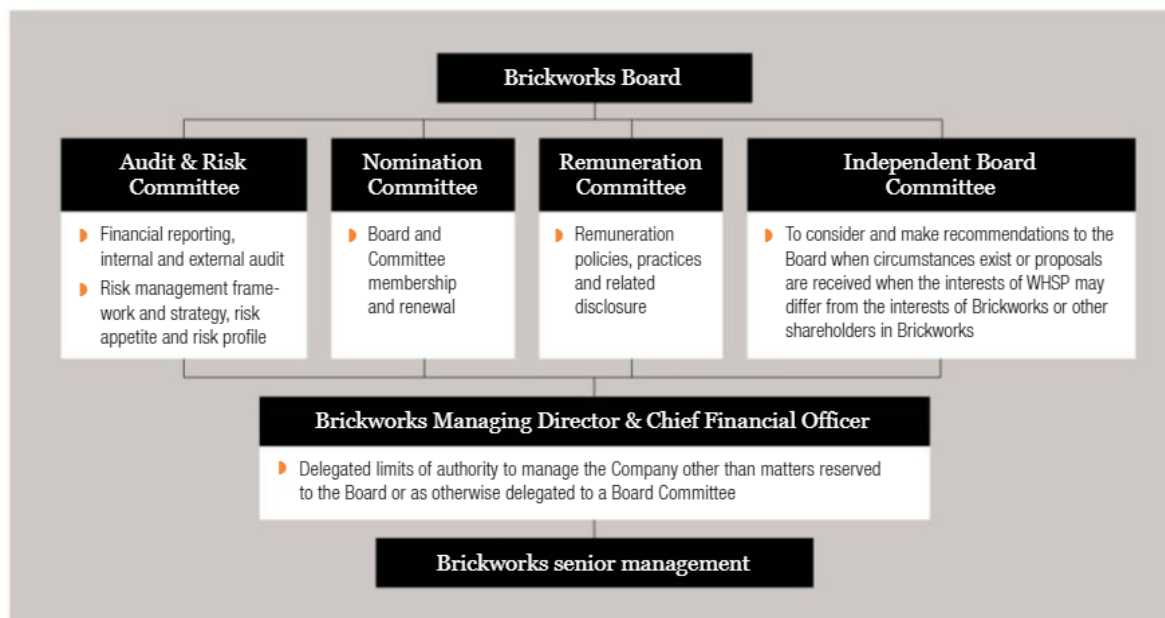 Brickworks Board
Audit & Risk
Committee
Financial reporting,
internal and external audit
Risk management frame-
work and strategy, risk
appetite and risk profile
Nomination
Committee
Board and
Committee
membership
and renewal
Remuneration
Committee
Remuneration
policies, practices
and related
disclosure
Independent Board
Committee
To consider and make recommendations to the
Board when circumstances exist or proposals
are received when the interests of WHSP may
differ from the interests of Brickworks or other
shareholders in Brickworks
Brickworks Managing Director & Chief Financial Officer
Delegated limits of authority to manage the Company other than matters reserved
to the Board or as otherwise delegated to a Board Committee
Brickworks senior management